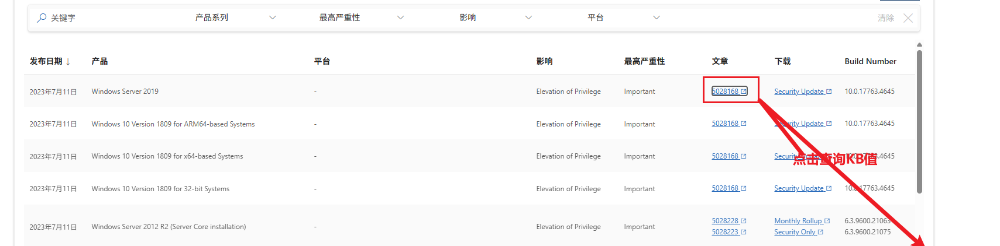 关键字 产品系列 最高严重性 影响 平台 清除
发布日期 ↓ 产品 平台 影响 最高严重性 文章 下载 Build Number
2023年7月11日 Windows Server 2019 - Elevation of Privilege Important 5028168 Security Update 10.0.17763.4645
2023年7月11日 Windows 10 Version 1809 for ARM64-based Systems - Elevation of Privilege Important 5028168 Security Update 10.0.17763.4645
2023年7月11日 Windows 10 Version 1809 for x64-based Systems - Elevation of Privilege Important 5028168 Security Update 10.0.17763.4645
点击查询KB值
2023年7月11日 Windows 10 Version 1809 for 32-bit Systems - Elevation of Privilege Important 5028168 Security Update 10.0.17763.4645
2023年7月11日 Windows Server 2012 R2 (Server Core installation) - Elevation of Privilege Important 5028228 Monthly Rollup 6.3.9600.21063
5028223 Security Only 6.3.9600.21075